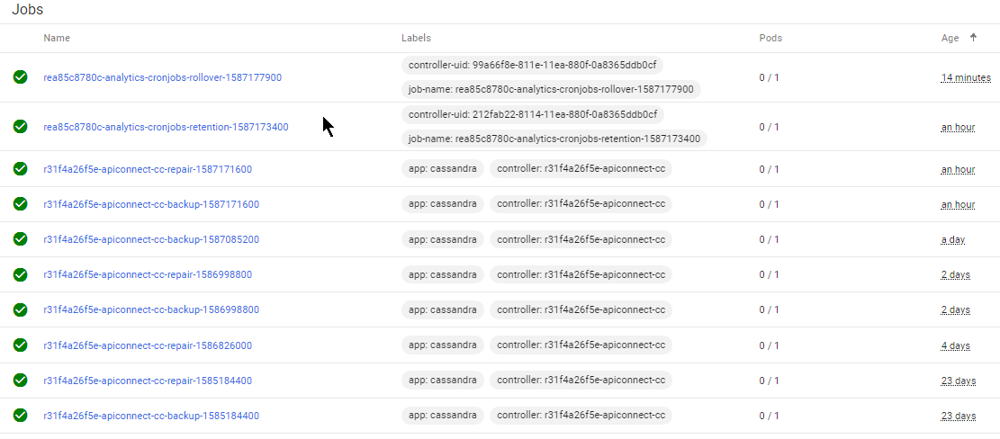 Jobs
Name Labels Pods Age
rea85c8780c-analytics-cronjobs-rollover-1587177900 controller-uid: 99a66f8e-811e-11ea-880f-0a8365ddb0cf 0 / 1 14 minutes
job-name: rea85c8780c-analytics-cronjobs-rollover-1587177900
rea85c8780c-analytics-cronjobs-retention-1587173400 controller-uid: 212fab22-8114-11ea-880f-0a8365ddb0cf 0 / 1 an hour
job-name: rea85c8780c-analytics-cronjobs-retention-1587173400
r31f4a26f5e-apiconnect-cc-repair-1587171600 app: cassandra controller: r31f4a26f5e-apiconnect-cc 0 / 1 an hour
r31f4a26f5e-apiconnect-cc-backup-1587171600 app: cassandra controller: r31f4a26f5e-apiconnect-cc 0 / 1 an hour
r31f4a26f5e-apiconnect-cc-backup-1587085200 app: cassandra controller: r31f4a26f5e-apiconnect-cc 0 / 1 a day
r31f4a26f5e-apiconnect-cc-repair-1586998800 app: cassandra controller: r31f4a26f5e-apiconnect-cc 0 / 1 2 days
r31f4a26f5e-apiconnect-cc-backup-1586998800 app: cassandra controller: r31f4a26f5e-apiconnect-cc 0 / 1 2 days
r31f4a26f5e-apiconnect-cc-repair-1586826000 app: cassandra controller: r31f4a26f5e-apiconnect-cc 0 / 1 4 days
r31f4a26f5e-apiconnect-cc-repair-1585184400 app: cassandra controller: r31f4a26f5e-apiconnect-cc 0 / 1 23 days
r31f4a26f5e-apiconnect-cc-backup-1585184400 app: cassandra controller: r31f4a26f5e-apiconnect-cc 0 / 1 23 days